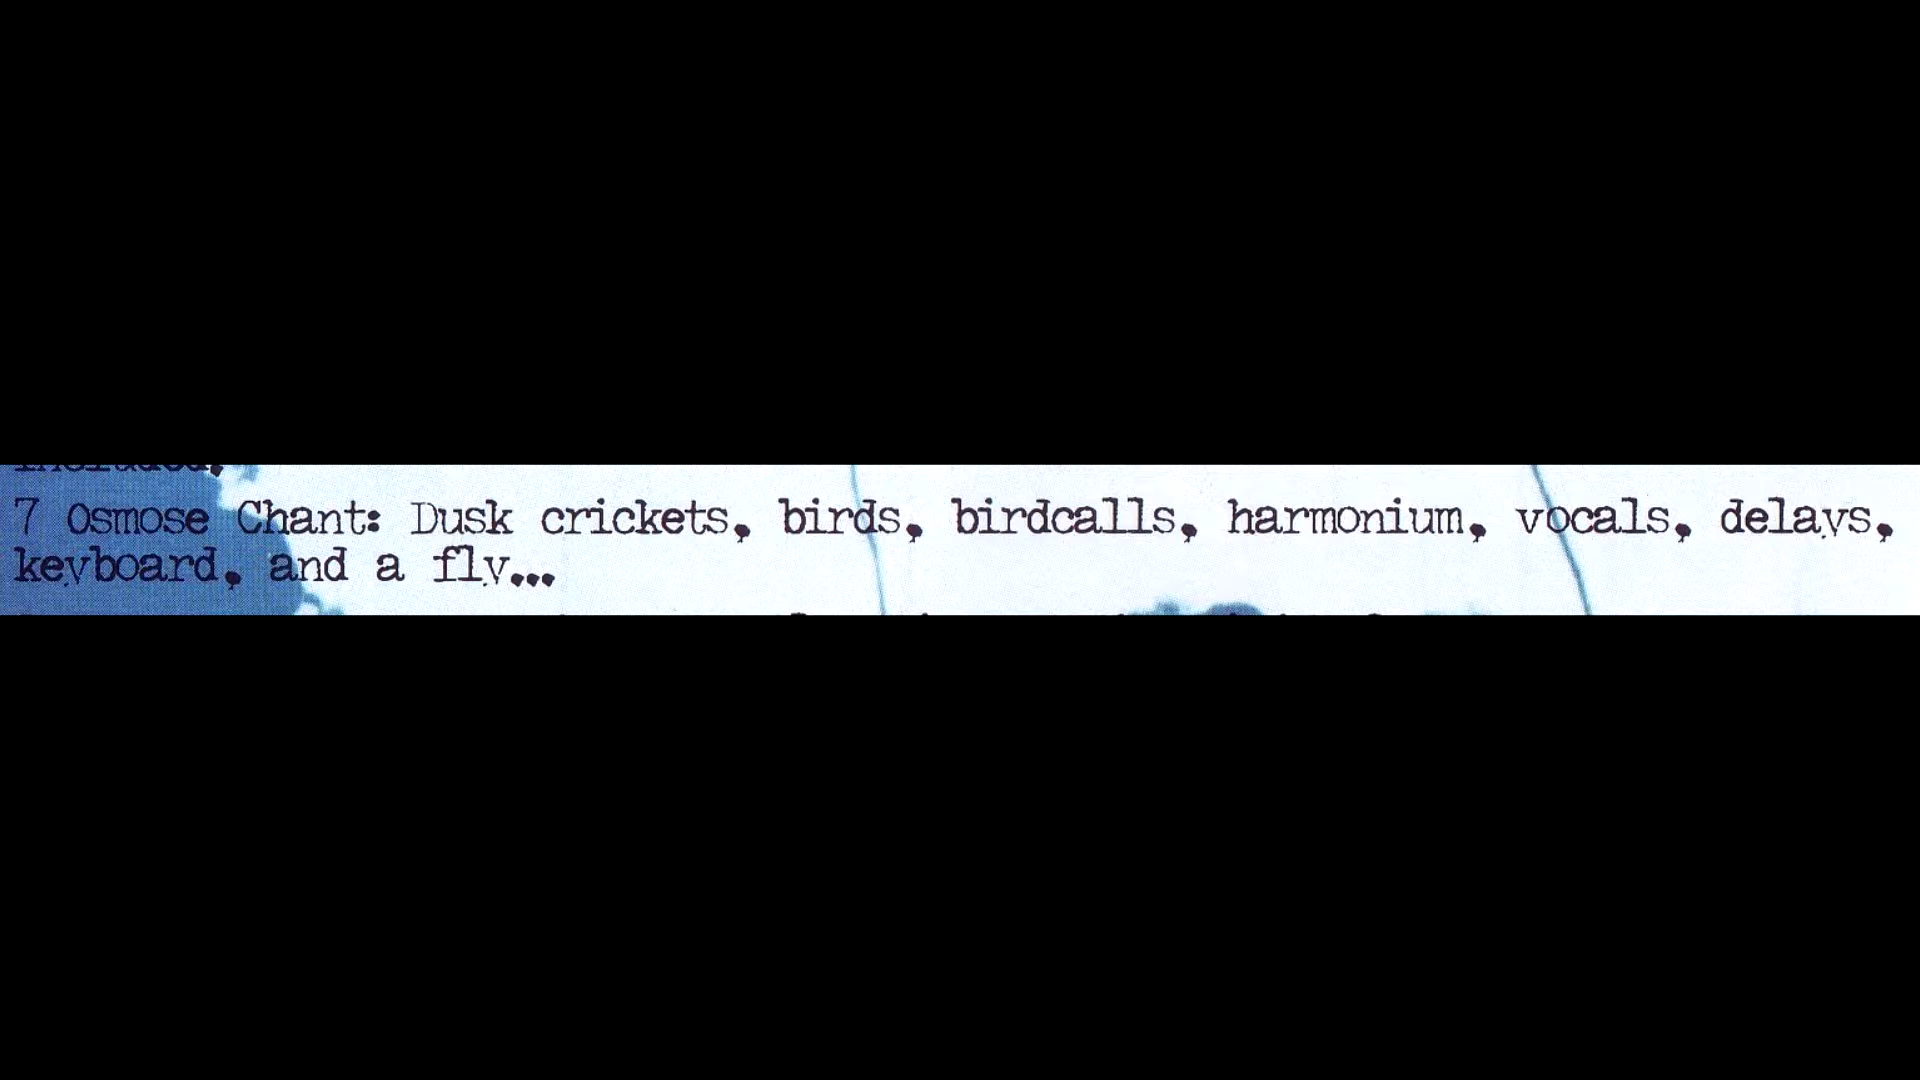 7 Osmose Chant: Dusk crickets, birds, birdcalls, harmonium, vocals, delays,
keyboard, and a fly...